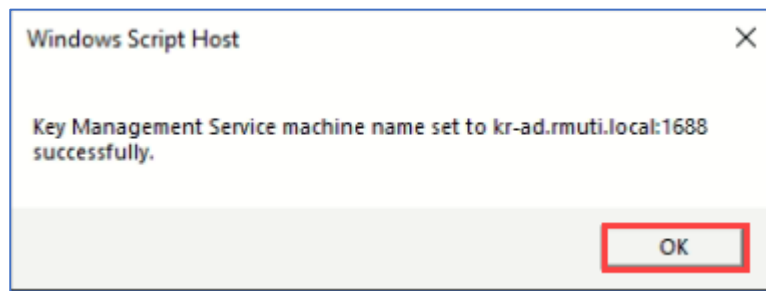 Windows Script Host
Key Management Service machine name set to kr-ad.rmuti.local:1688
successfully.
OK